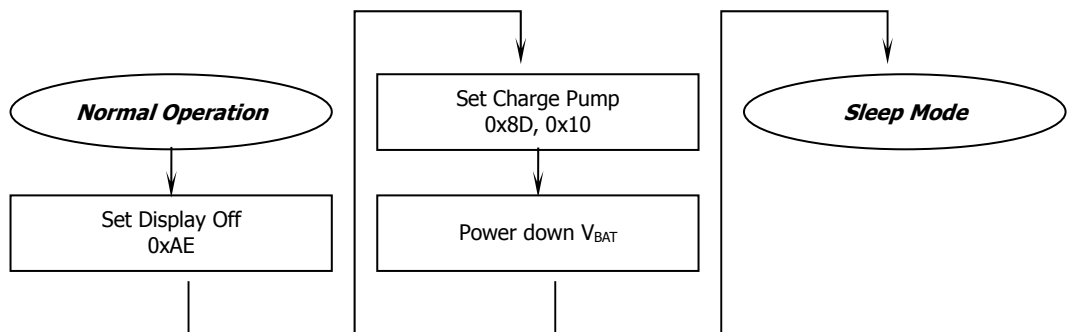 Normal Operation
Set Display Off
0xAE
Set Charge Pump
0x8D, 0x10
Power down VBAT
Sleep Mode